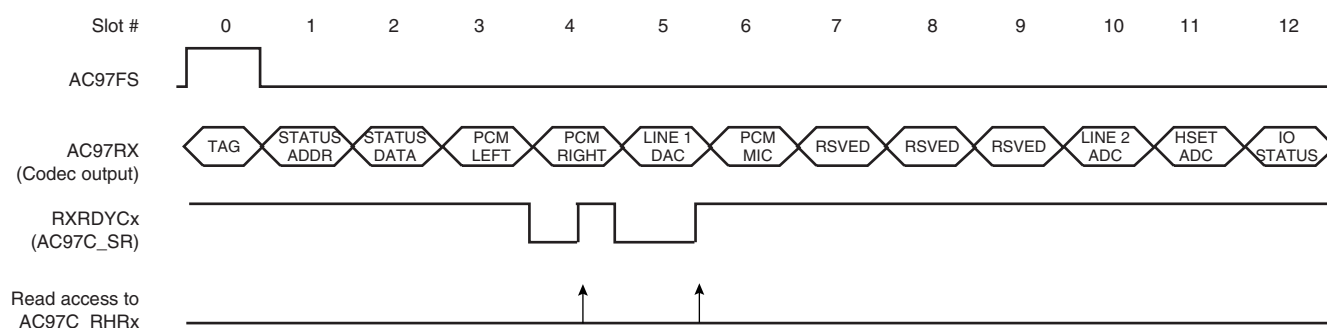 Slot # 0 1 2 3 4 5 6 7 8 9 10 11 12
AC97FS
AC97RX
(Codec output)
TAG
STATUS
ADDR
STATUS
DATA
PCM
LEFT
PCM
RIGHT
LINE 1
DAC
PCM
MIC
RSVED
RSVED
RSVED
LINE 2
ADC
HSET
ADC
IO
STATUS
RXRDYCx
(AC97C_SR)
Read access to
AC97C_RHRx